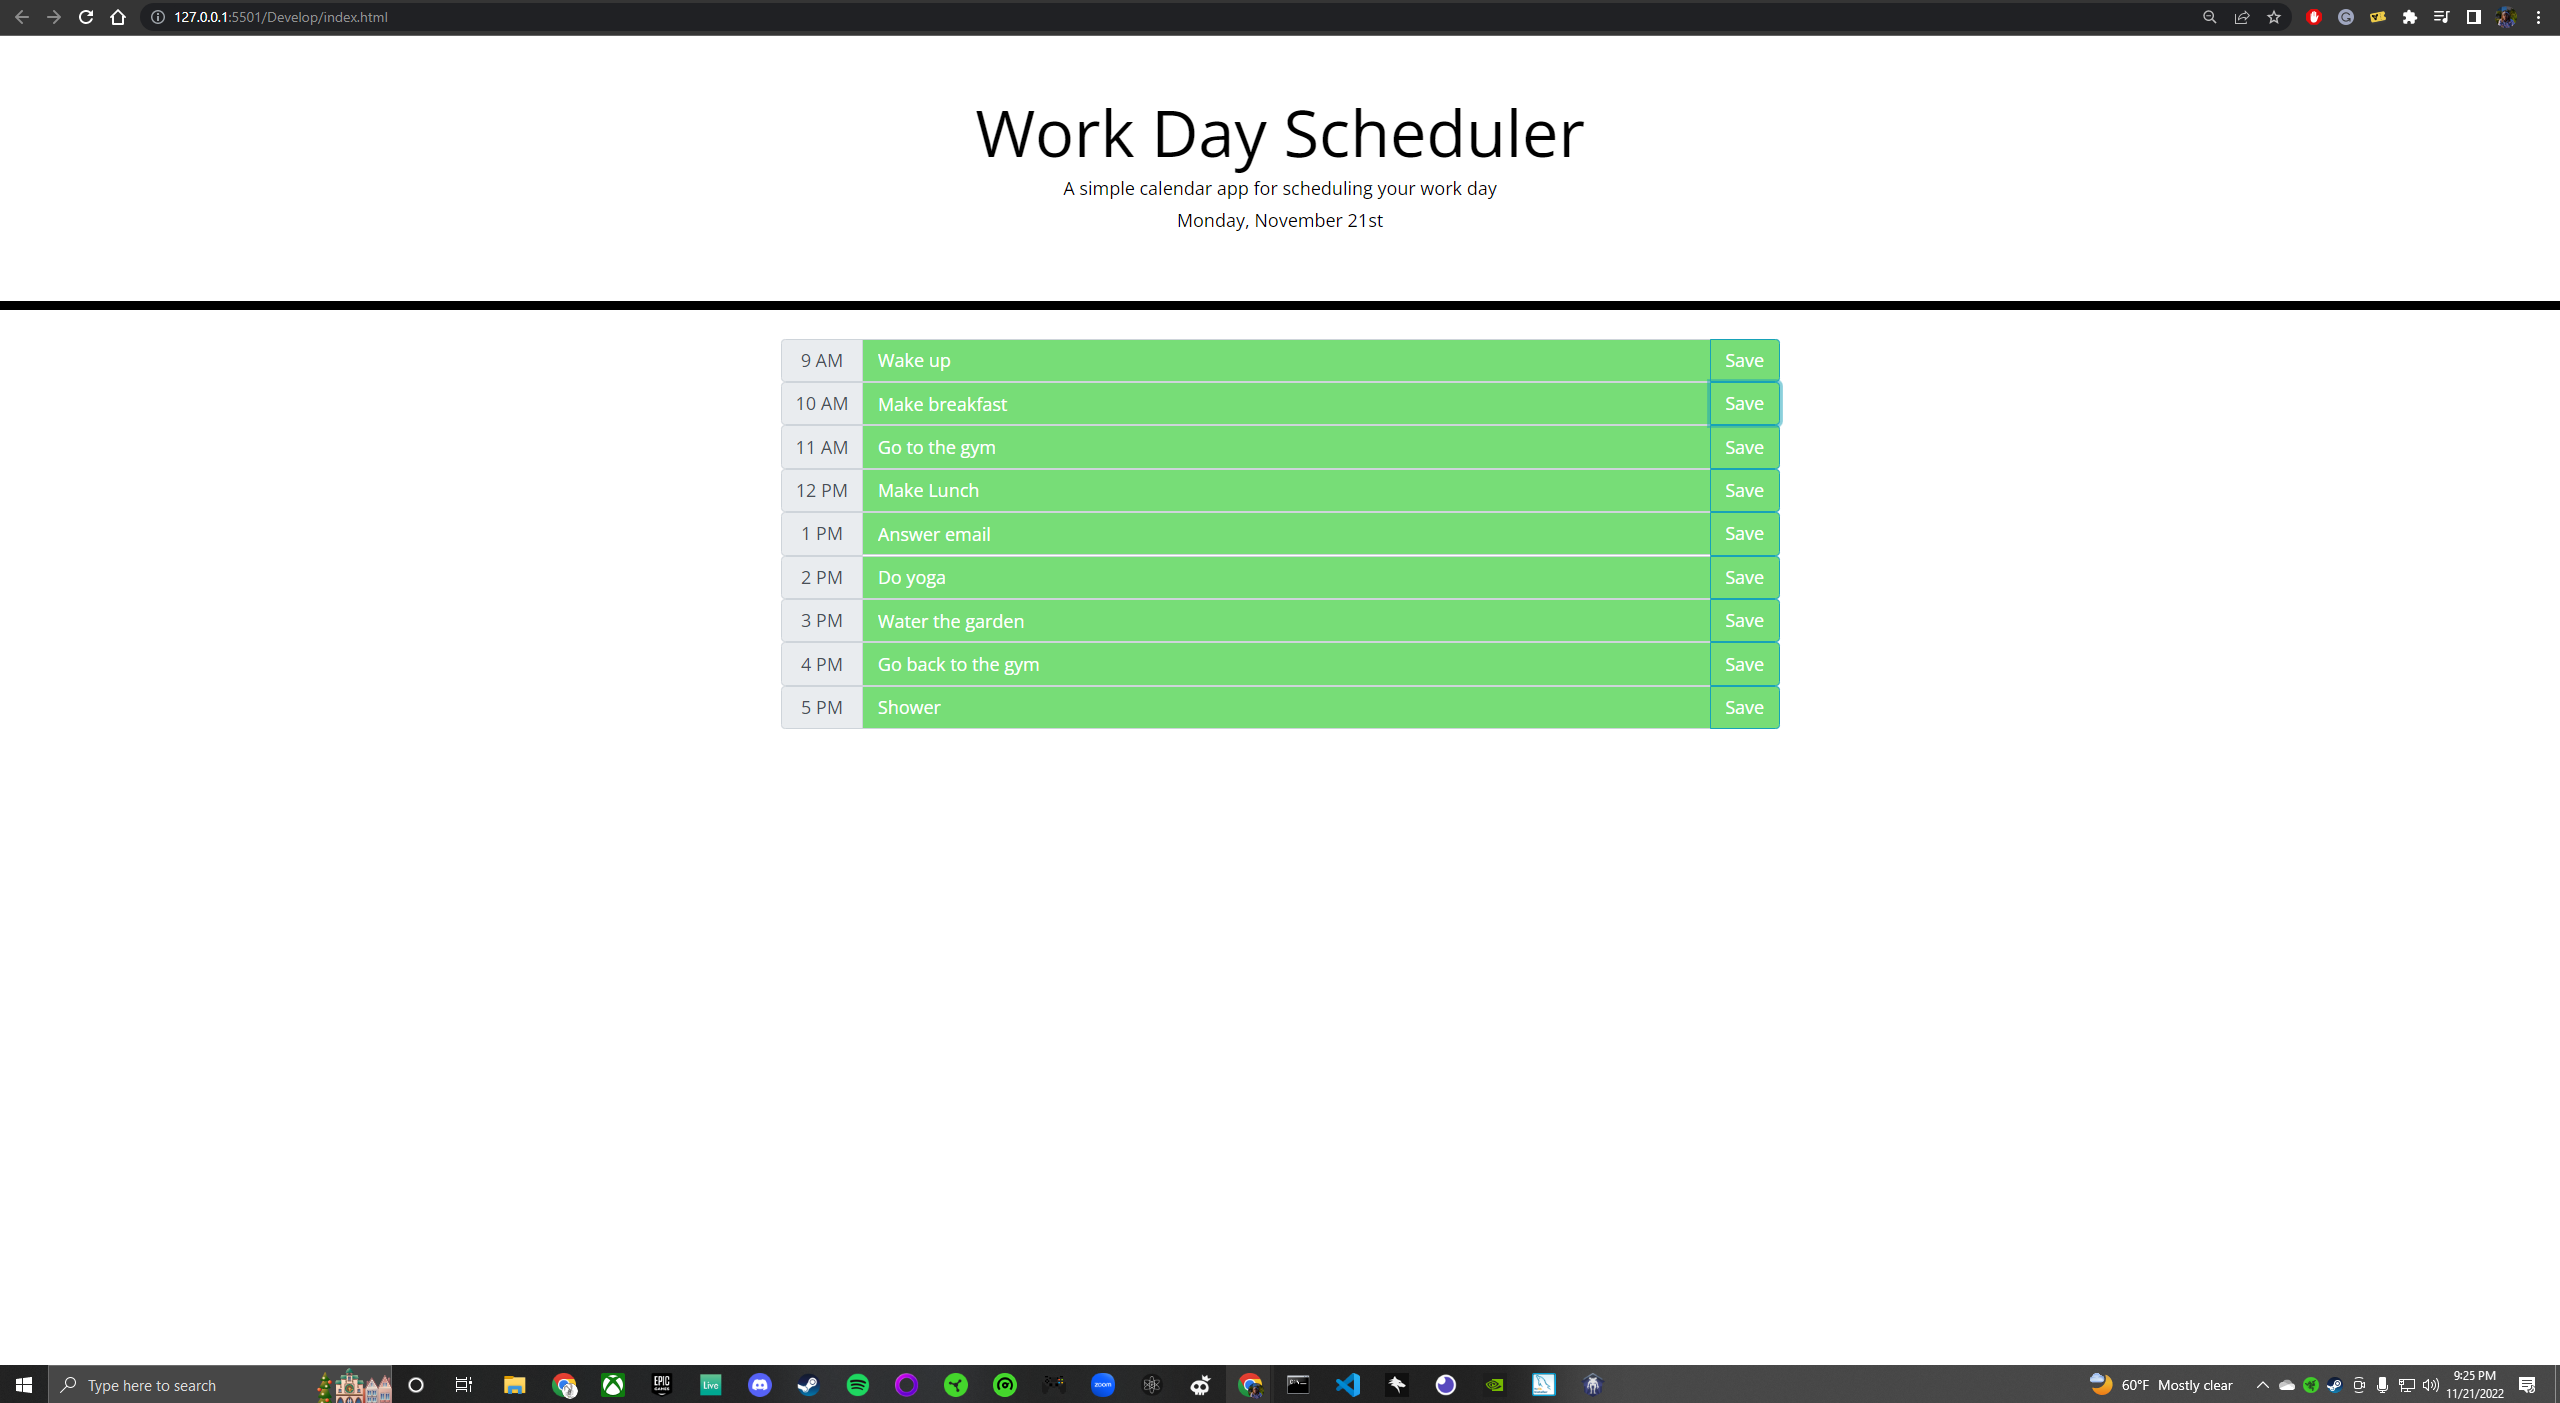 127.0.0.1:5501/Develop/index.html
Work Day Scheduler
A simple calendar app for scheduling your work day
Monday, November 21st
9 AM Wake up Save
10 AM Make breakfast Save
11 AM Go to the gym Save
12 PM Make Lunch Save
1 PM Answer email Save
2 PM Do yoga Save
3 PM Water the garden Save
4 PM Go back to the gym Save
5 PM Shower Save
Type here to search
EPIC
GAMES
Live
zoom
60°F Mostly clear
9:25 PM
11/21/2022